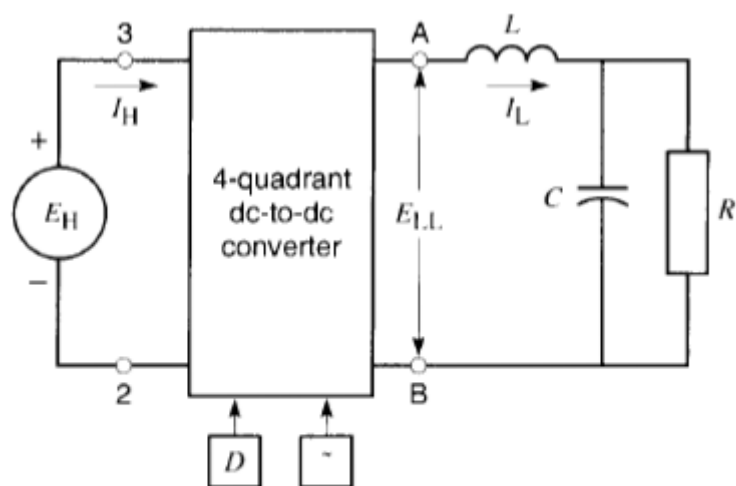 3
A
L
I_H
I_L
+
E_H
−
4-quadrant
dc-to-dc
converter
E_LL
C
R
2
B
D
~